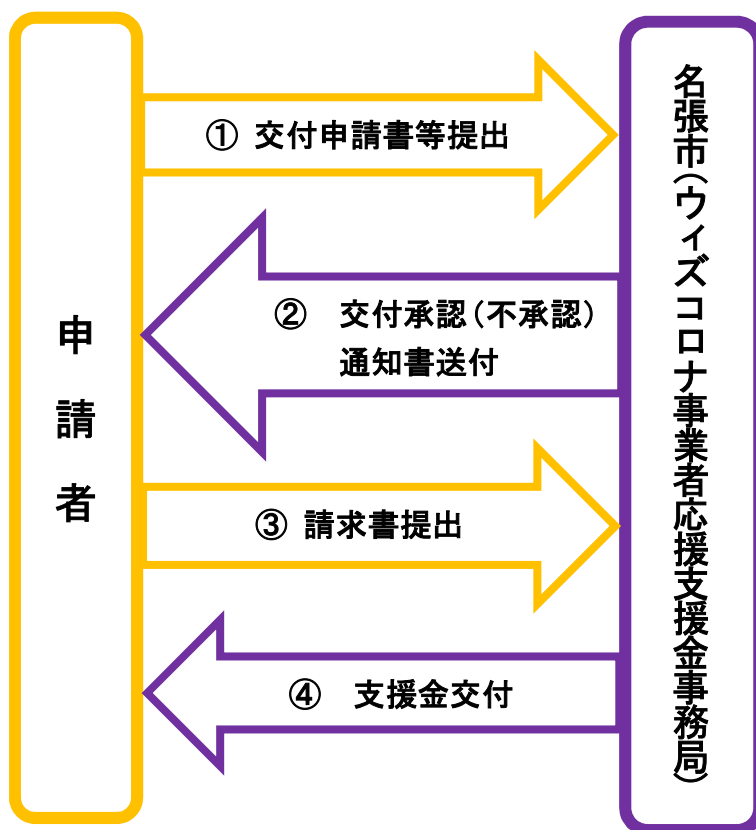 申請者
① 交付申請書等提出
② 交付承認（不承認）
通知書送付
③ 請求書提出
④ 支援金交付
名張市（ウィズコロナ事業者応援支援金事務局）